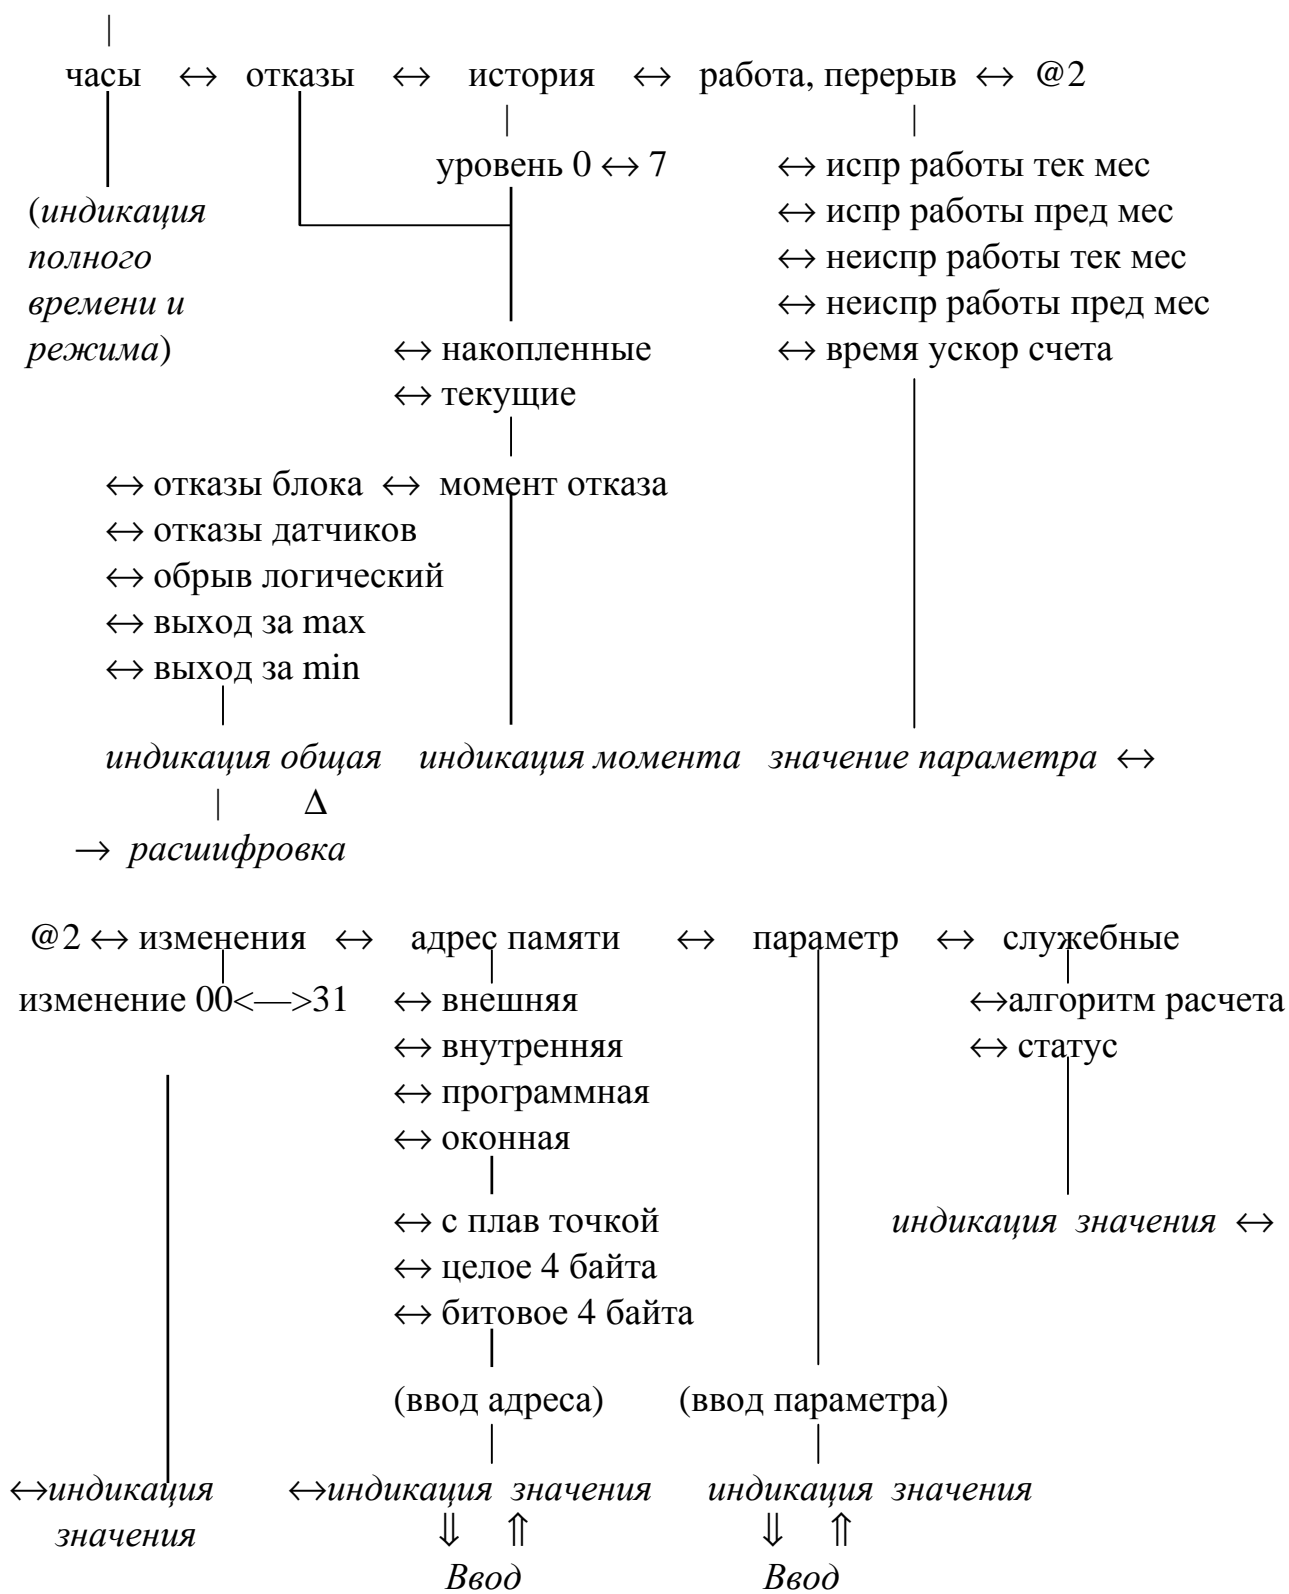 часы ↔ отказы ↔ история ↔ работа, перерыв ↔ @2
уровень 0 ↔ 7 ↔ испр работы тек мес
(индикация ↔ испр работы пред мес
полного ↔ неиспр работы тек мес
времени и ↔ неиспр работы пред мес
режима) ↔ накопленные ↔ время ускор счета
↔ текущие
↔ отказы блока ↔ момент отказа
↔ отказы датчиков
↔ обрыв логический
↔ выход за max
↔ выход за min
индикация общая индикация момента значение параметра ↔
Δ
→ расшифровка
@2 ↔ изменения ↔ адрес памяти ↔ параметр ↔ служебные
изменение 00<—>31 ↔ внешняя ↔алгоритм расчета
↔ внутренняя ↔ статус
↔ программная
↔ оконная
↔ с плав точкой индикация значения ↔
↔ целое 4 байта
↔ битовое 4 байта
(ввод адреса) (ввод параметра)
↔индикация ↔индикация значения индикация значения
значения ⇓ ⇑ ⇓ ⇑
Ввод Ввод